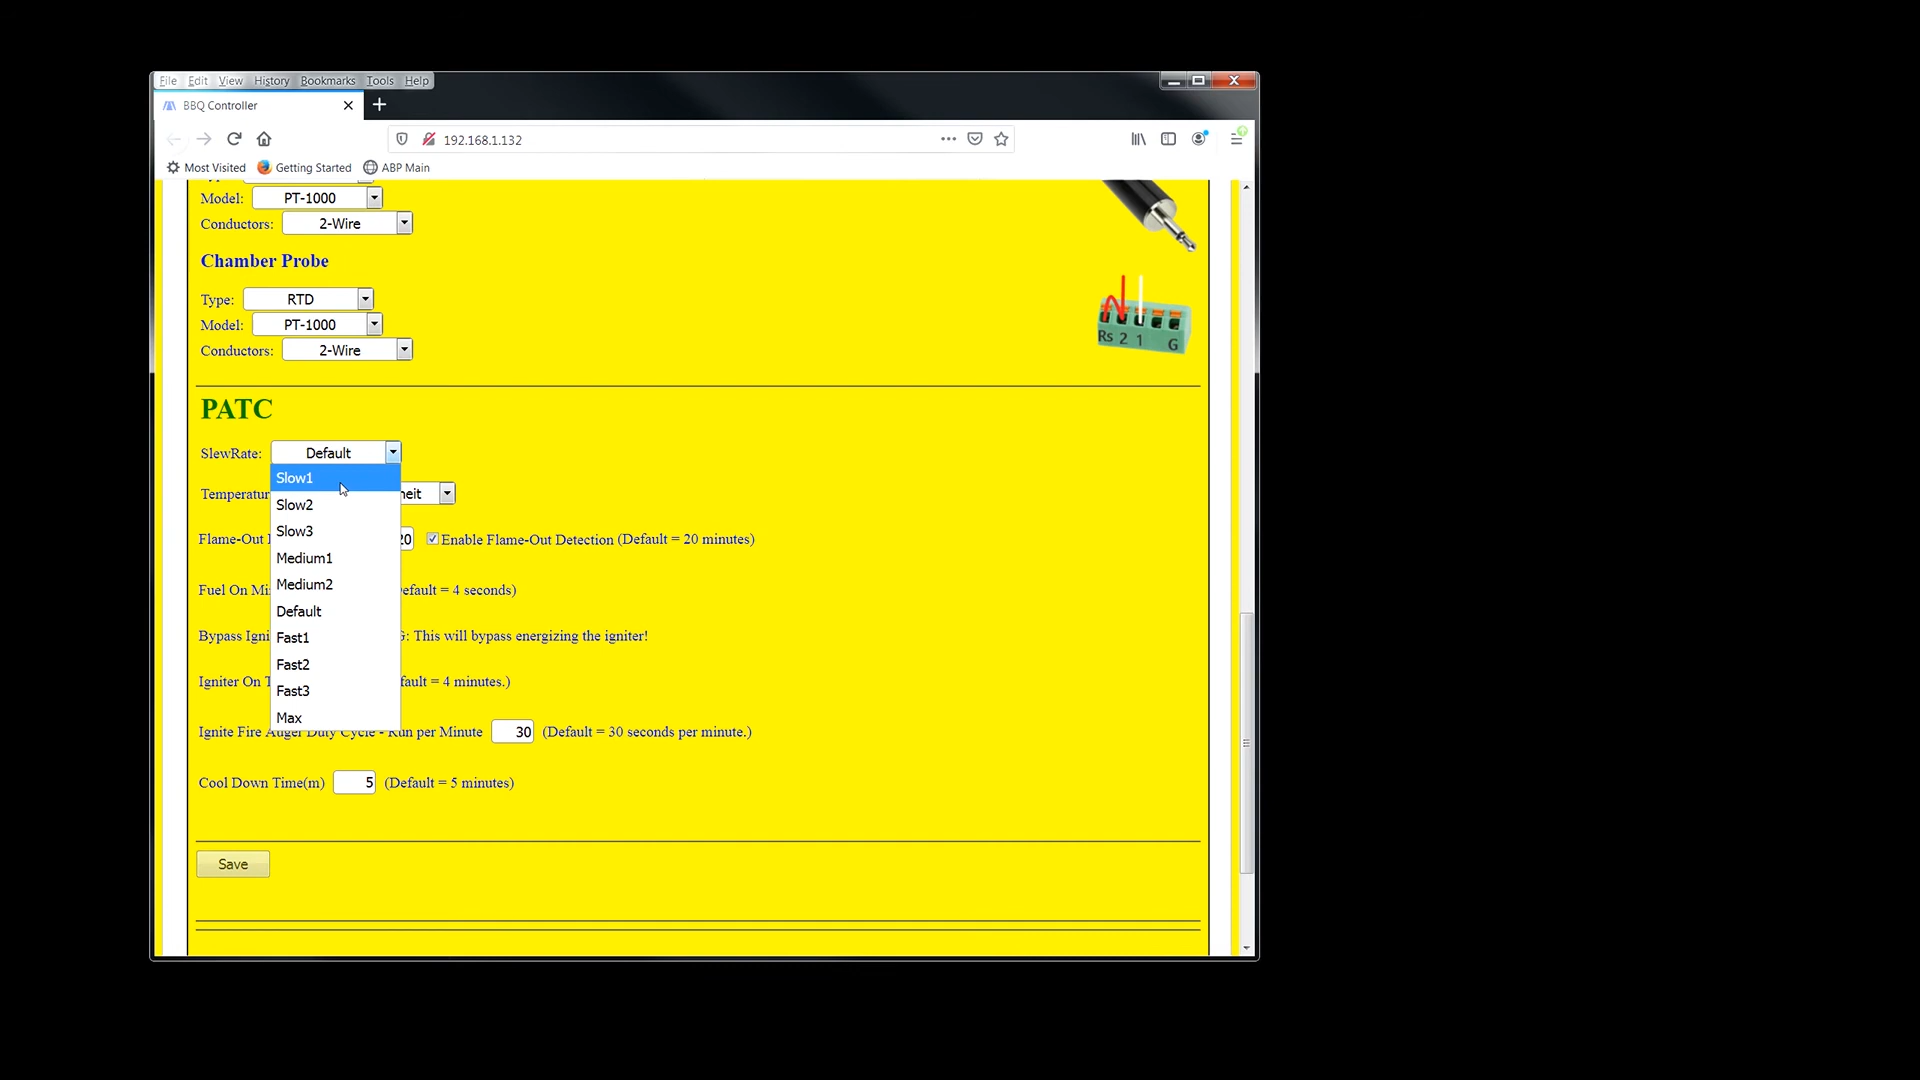 File Edit View History Bookmarks Tools Help
BBQ Controller
192.168.1.132
Most Visited Getting Started ABP Main
Model: PT-1000
Conductors: 2-Wire
Chamber Probe
Type: RTD
Model: PT-1000
Conductors: 2-Wire
Rs 2 1 G
PATC
SlewRate: Default
Slow1
Slow2
Slow3
Medium1
Medium2
Default
Fast1
Fast2
Fast3
Max
Temperatur heit
Flame-Out 20 Enable Flame-Out Detection (Default = 20 minutes)
Fuel On Mi efault = 4 seconds)
Bypass Igni G: This will bypass energizing the igniter!
Igniter On T fault = 4 minutes.)
Ignite Fire Auger Duty Cycle - Run per Minute 30 (Default = 30 seconds per minute.)
Cool Down Time(m) 5 (Default = 5 minutes)
Save